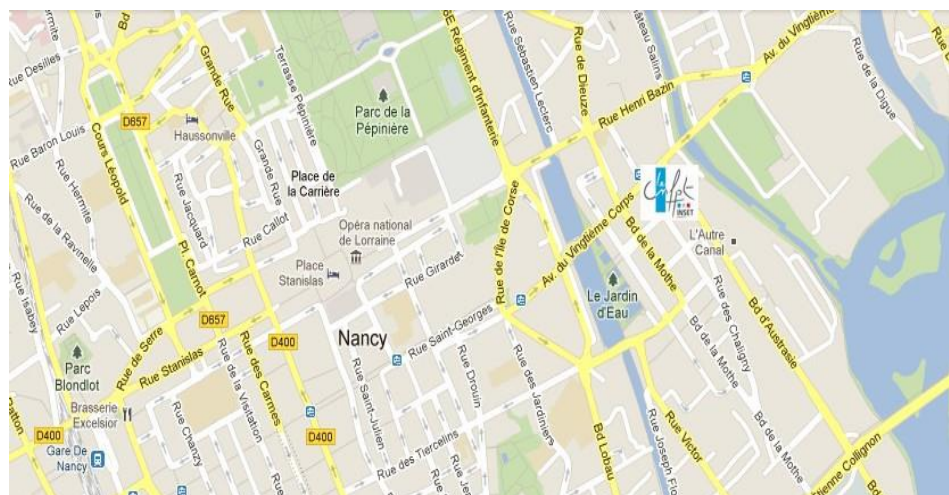 Bd
Hermite
Rue Desilles
D657
Grande Rue
Haussonville
Terrasse Pépinière
Parc de la
Pépinière
8E Régiment d'Infanterie
Rue Sébastien Leclerc
Rue de Dieuze
Château Salins
Av. du Vingtième
Rue de la Digue
Rue Henri Bazin
Rue Baron Louis
Cours Léopold
Rue Hermite
Rue de la Ravinelle
Rue Jacquard
Grande Rue
Place de
la Carrière
Rue Callot
Opéra national
de Lorraine
Place
Stanislas
Pl. Carnot
Rue Girardet
Rue de l'Île de Corse
Av. du Vingtième Corps
cnfpt
INSET
L'Autre
Canal
Bd de la Mothe
Le Jardin
d'Eau
Rue Isabey
Rue Lepois
Rue de Serre
D657
D400
Nancy
Rue Saint-Georges
Rue des Chaligny
Bd d'Austrasie
Bd de la Mothe
Parc
Blondlot
Rue Stanislas
Rue de la Visitation
Rue des Carmes
Rue Saint-Julien
Rue Drouin
Rue des Jardiniers
Brasserie
Excelsior
Rue Chanzy
D400
D400
Gare De
Nancy
Rue des Tiercelins
Bd Lobau
Rue Victor
Rue Joseph
Bd de la Mothe
Bd